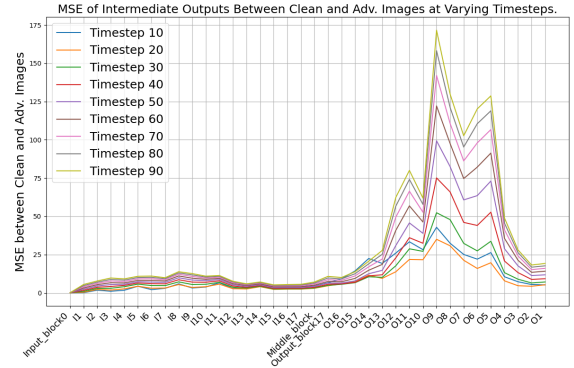 MSE of Intermediate Outputs Between Clean and Adv. Images at Varying Timesteps.
MSE between Clean and Adv. Images
175
150
125
100
75
50
25
0
Timestep 10
Timestep 20
Timestep 30
Timestep 40
Timestep 50
Timestep 60
Timestep 70
Timestep 80
Timestep 90
Input_block0
I1
I2
I3
I4
I5
I6
I7
I8
I9
I10
I11
I12
I13
I14
I15
I16
I17
Middle_block
Output_block17
O16
O15
O14
O13
O12
O11
O10
O9
O8
O7
O6
O5
O4
O3
O2
O1